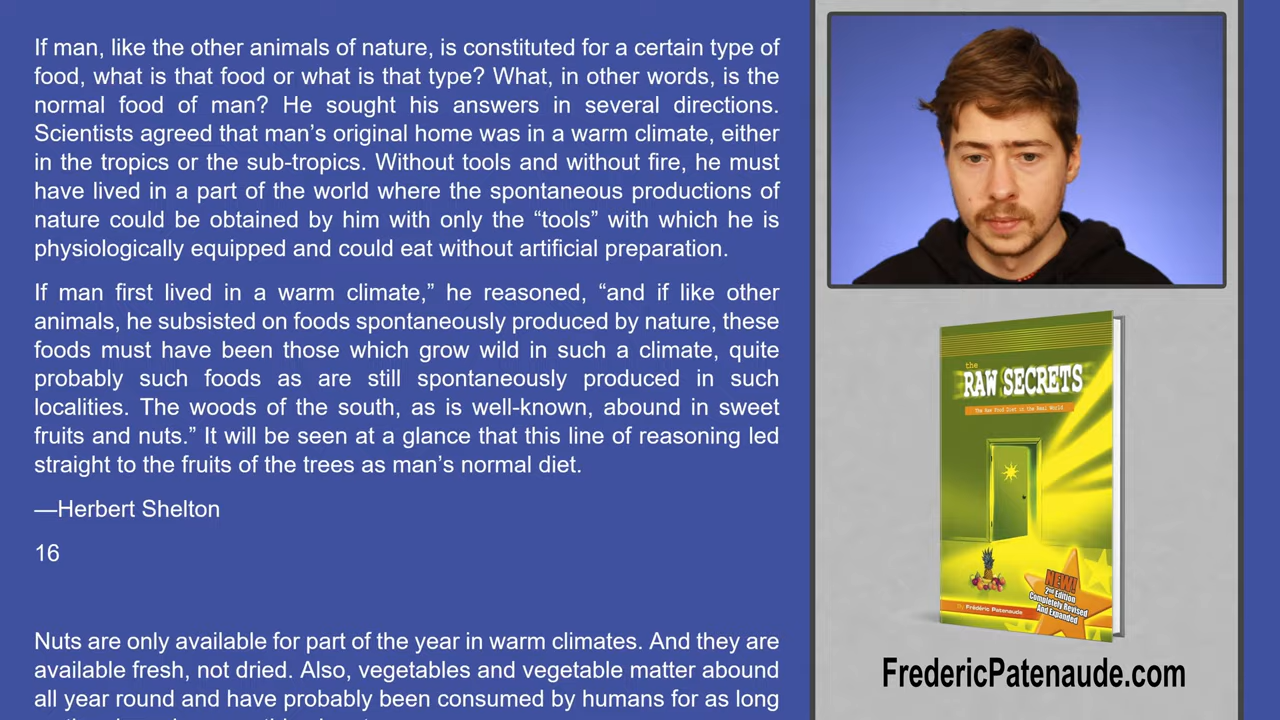 If man, like the other animals of nature, is constituted for a certain type of
food, what is that food or what is that type? What, in other words, is the
normal food of man? He sought his answers in several directions.
Scientists agreed that man’s original home was in a warm climate, either
in the tropics or the sub-tropics. Without tools and without fire, he must
have lived in a part of the world where the spontaneous productions of
nature could be obtained by him with only the “tools” with which he is
physiologically equipped and could eat without artificial preparation.
If man first lived in a warm climate,” he reasoned, “and if like other
animals, he subsisted on foods spontaneously produced by nature, these
foods must have been those which grow wild in such a climate, quite
probably such foods as are still spontaneously produced in such
localities. The woods of the south, as is well-known, abound in sweet
fruits and nuts.” It will be seen at a glance that this line of reasoning led
straight to the fruits of the trees as man’s normal diet.
—Herbert Shelton
16
Nuts are only available for part of the year in warm climates. And they are
available fresh, not dried. Also, vegetables and vegetable matter abound
all year round and have probably been consumed by humans for as long
the
RAW SECRETS
The Raw Food Diet in the Real World
NEW!
2nd Edition
Completely Revised
And Expanded
By Frédéric Patenaude
FredericPatenaude.com